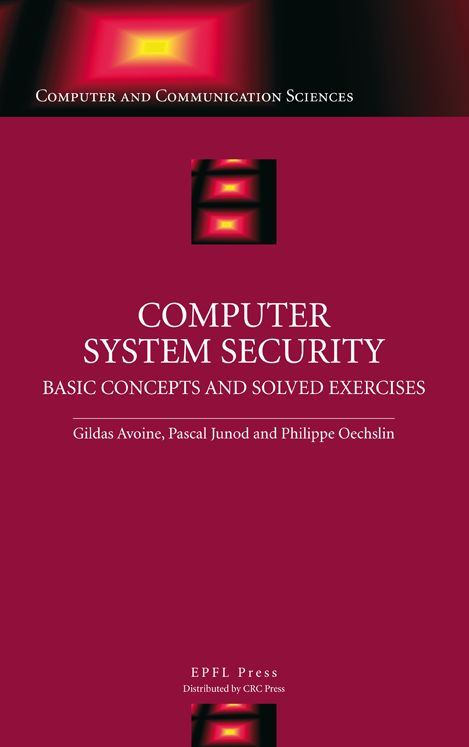 Computer and Communication Sciences
COMPUTER
SYSTEM SECURITY
BASIC CONCEPTS AND SOLVED EXERCISES
Gildas Avoine, Pascal Junod and Philippe Oechslin
EPFL Press
Distributed by CRC Press